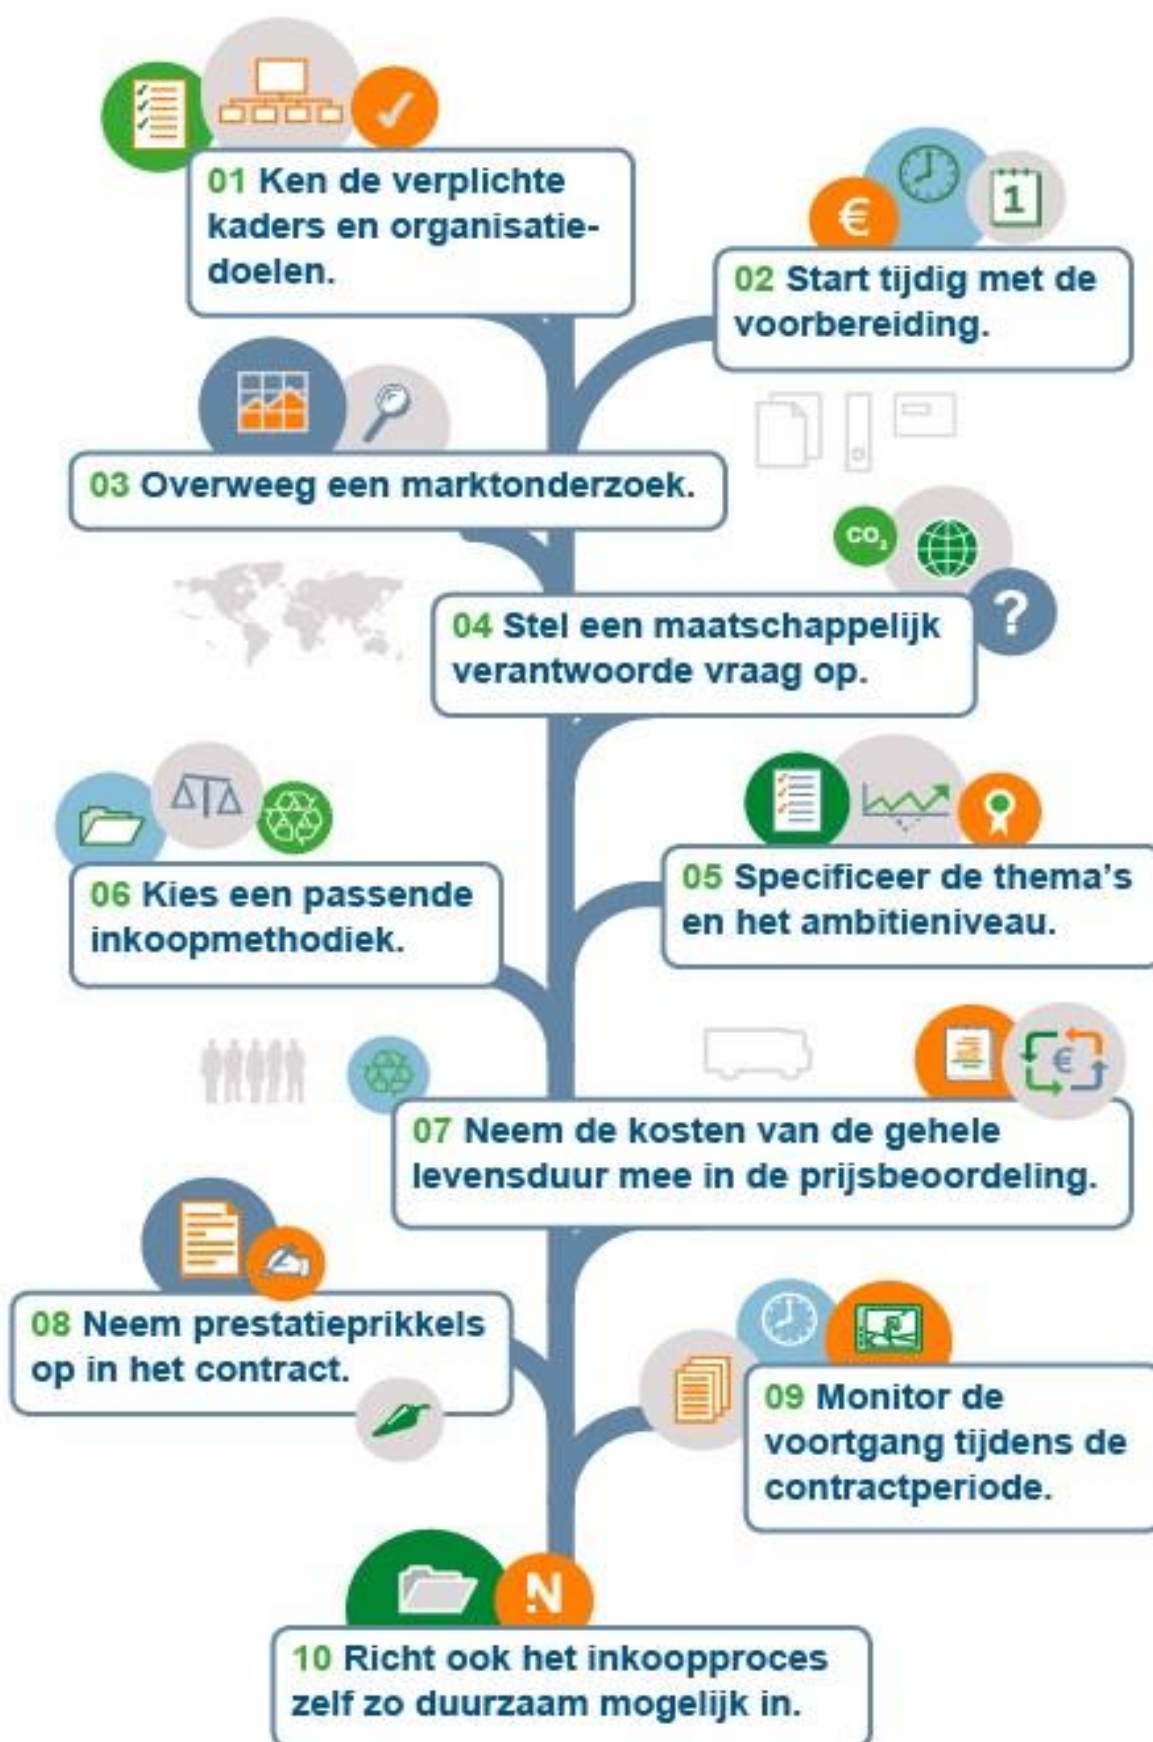 01 Ken de verplichte
kaders en organisatie-
doelen.
€
1
02 Start tijdig met de
voorbereiding.
03 Overweeg een marktonderzoek.
CO₂
?
04 Stel een maatschappelijk
verantwoorde vraag op.
05 Specificeer de thema's
en het ambitieniveau.
06 Kies een passende
inkoopmethodiek.
€
07 Neem de kosten van de gehele
levensduur mee in de prijsbeoordeling.
08 Neem prestatieprikkels
op in het contract.
09 Monitor de
voortgang tijdens de
contractperiode.
N
10 Richt ook het inkoopproces
zelf zo duurzaam mogelijk in.